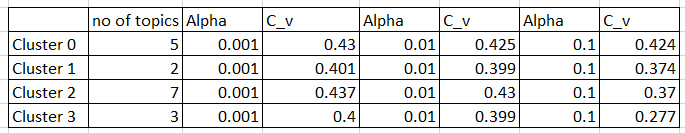 no of topics Alpha C_v Alpha C_v Alpha C_v
Cluster 0 5 0.001 0.43 0.01 0.425 0.1 0.424
Cluster 1 2 0.001 0.401 0.01 0.399 0.1 0.374
Cluster 2 7 0.001 0.437 0.01 0.43 0.1 0.37
Cluster 3 3 0.001 0.4 0.01 0.399 0.1 0.277